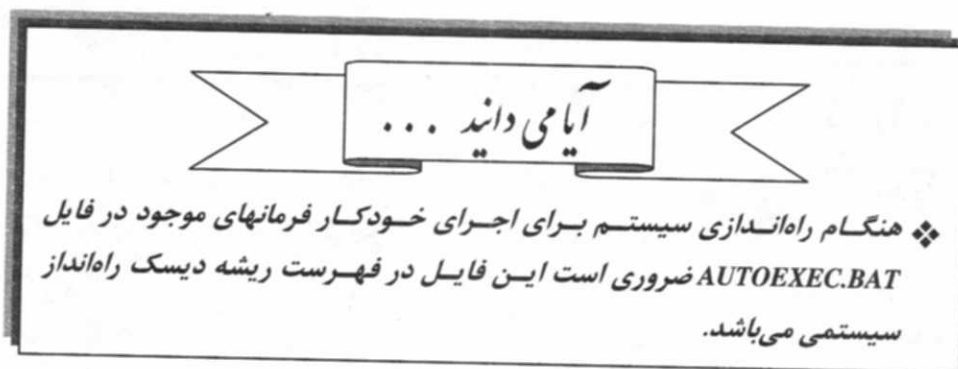 آیا می دانید ...
❖ هنگام راه‌اندازی سیستم برای اجرای خودکار فرمانهای موجود در فایل
AUTOEXEC.BAT ضروری است این فایل در فهرست ریشه دیسک راه‌انداز
سیستمی می‌باشد.